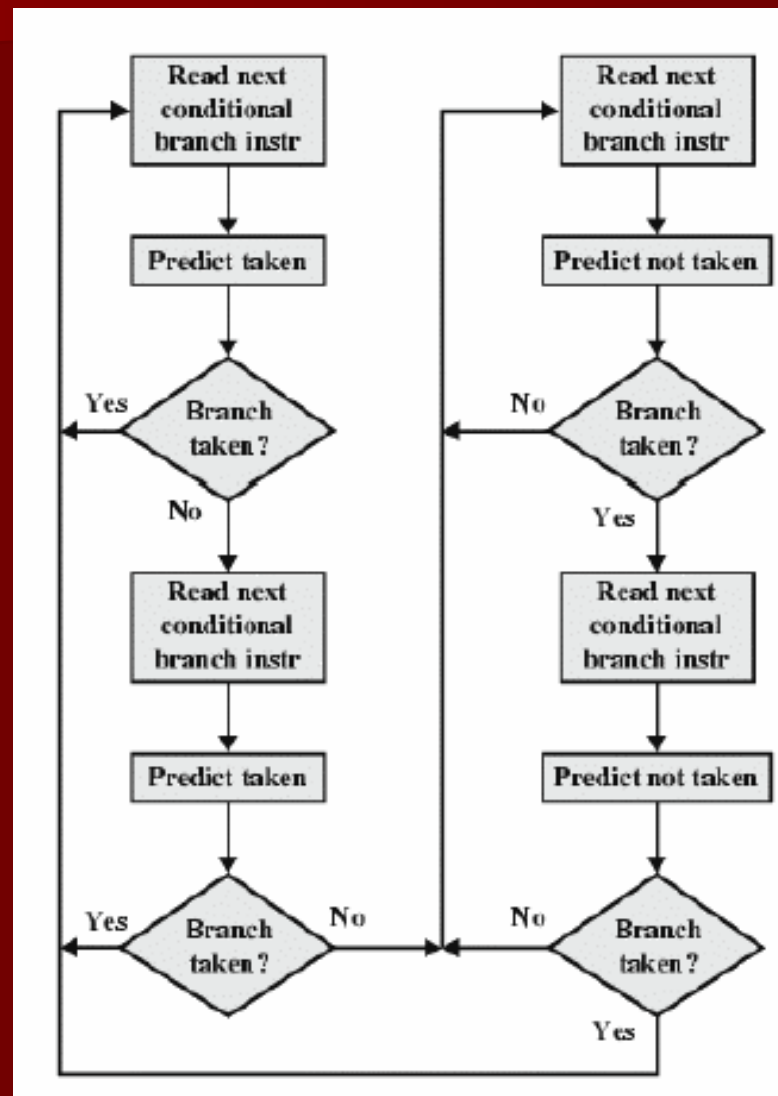 Read next
conditional
branch instr
Predict taken
Yes
Branch
taken?
No
Read next
conditional
branch instr
Predict taken
Yes
Branch
taken?
No
Read next
conditional
branch instr
Predict not taken
No
Branch
taken?
Yes
Read next
conditional
branch instr
Predict not taken
No
Branch
taken?
Yes